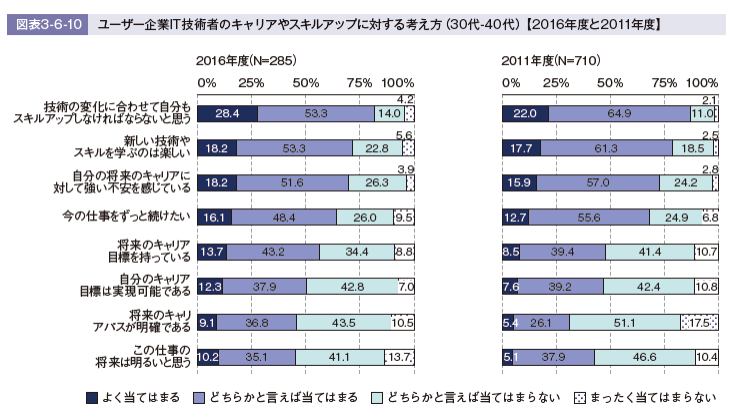 図表3-6-10 ユーザー企業IT技術者のキャリアやスキルアップに対する考え方（30代-40代）【2016年度と2011年度】
2016年度(N=285)
0% 25% 50% 75% 100%
2011年度(N=710)
0% 25% 50% 75% 100%
技術の変化に合わせて自分も
スキルアップしなければならないと思う
28.4 53.3 14.0 4.2
22.0 64.9 11.0 2.1
新しい技術や
スキルを学ぶのは楽しい
18.2 53.3 22.8 5.6
17.7 61.3 18.5 2.5
自分の将来のキャリアに
対して強い不安を感じている
18.2 51.6 26.3 3.9
15.9 57.0 24.2 2.8
今の仕事をずっと続けたい
16.1 48.4 26.0 9.5
12.7 55.6 24.9 6.8
将来のキャリア
目標を持っている
13.7 43.2 34.4 8.8
8.5 39.4 41.4 10.7
自分のキャリア
目標は実現可能である
12.3 37.9 42.8 7.0
7.6 39.2 42.4 10.8
将来のキャリ
アパスが明確である
9.1 36.8 43.5 10.5
5.4 26.1 51.1 17.5
この仕事の
将来は明るいと思う
10.2 35.1 41.1 13.7
5.1 37.9 46.6 10.4
よく当てはまる どちらかと言えば当てはまる どちらかと言えば当てはまらない まったく当てはまらない